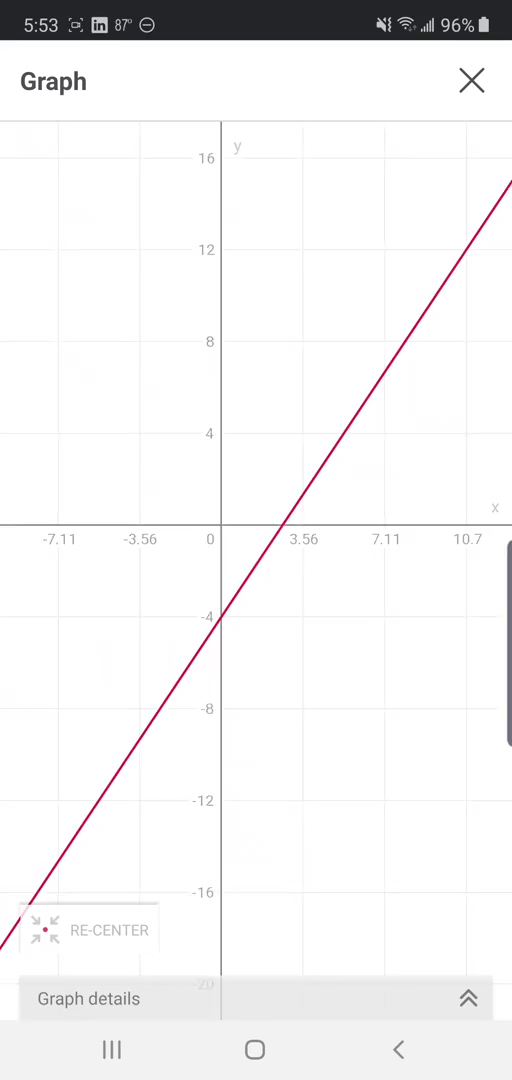 5:53 in 87° 96%
Graph
y
16
12
8
4
x
-7.11 -3.56 0 3.56 7.11 10.7
-4
-8
-12
-16
RE-CENTER
-20
Graph details